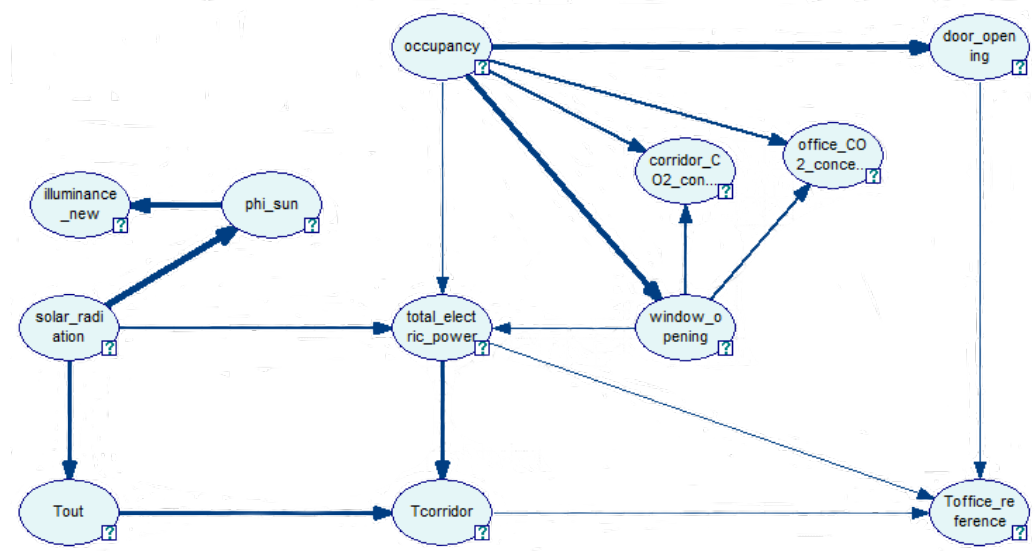 occupancy
?
door_open
ing
?
corridor_C
O2_con...
?
office_CO
2_conce...
?
illuminance
_new
?
phi_sun
?
solar_radi
ation
?
total_elect
ric_power
?
window_o
pening
?
Tout
?
Tcorridor
?
Toffice_re
ference
?